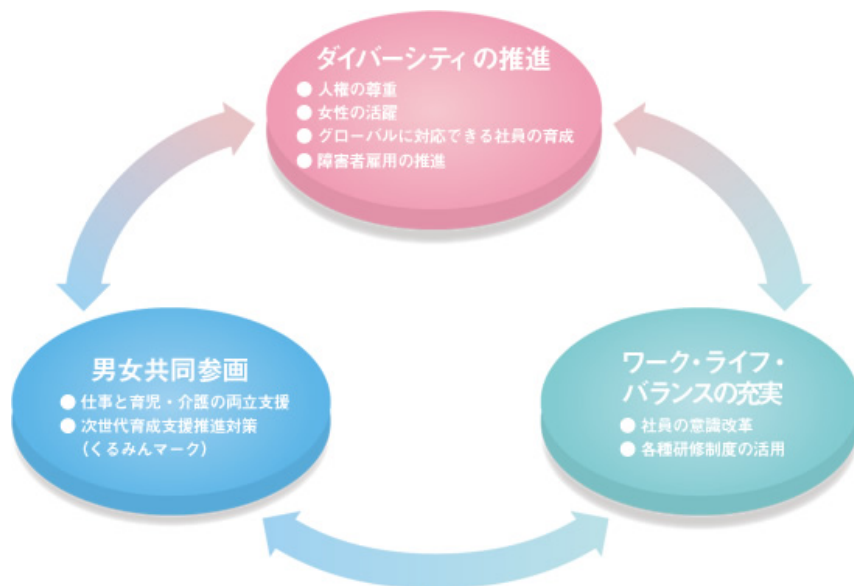 ダイバーシティの推進
● 人権の尊重
● 女性の活躍
● グローバルに対応できる社員の育成
● 障害者雇用の推進
男女共同参画
● 仕事と育児・介護の両立支援
● 次世代育成支援推進対策
(くるみんマーク)
ワーク・ライフ・
バランスの充実
● 社員の意識改革
● 各種研修制度の活用